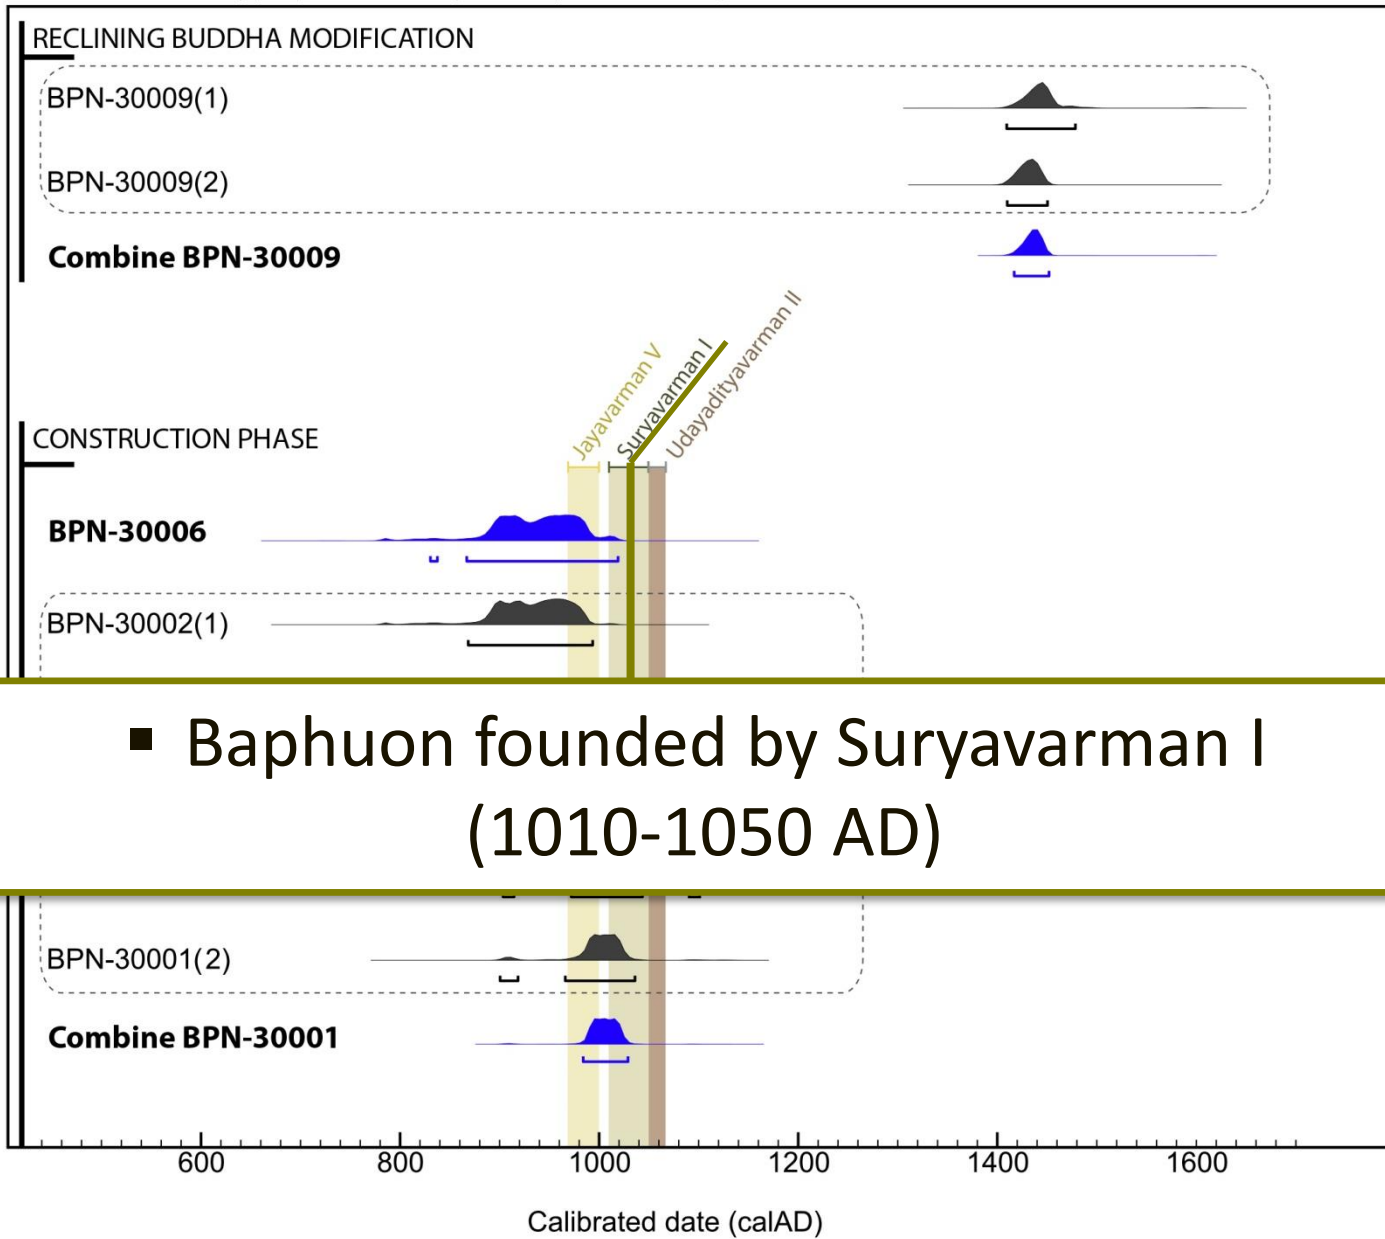 RECLINING BUDDHA MODIFICATION
BPN-30009(1)
BPN-30009(2)
Combine BPN-30009
Jayavarman V
Suryavarman I
Udayadityavarman II
CONSTRUCTION PHASE
BPN-30006
BPN-30002(1)
▪ Baphuon founded by Suryavarman I
(1010-1050 AD)
BPN-30001(2)
Combine BPN-30001
600 800 1000 1200 1400 1600
Calibrated date (calAD)